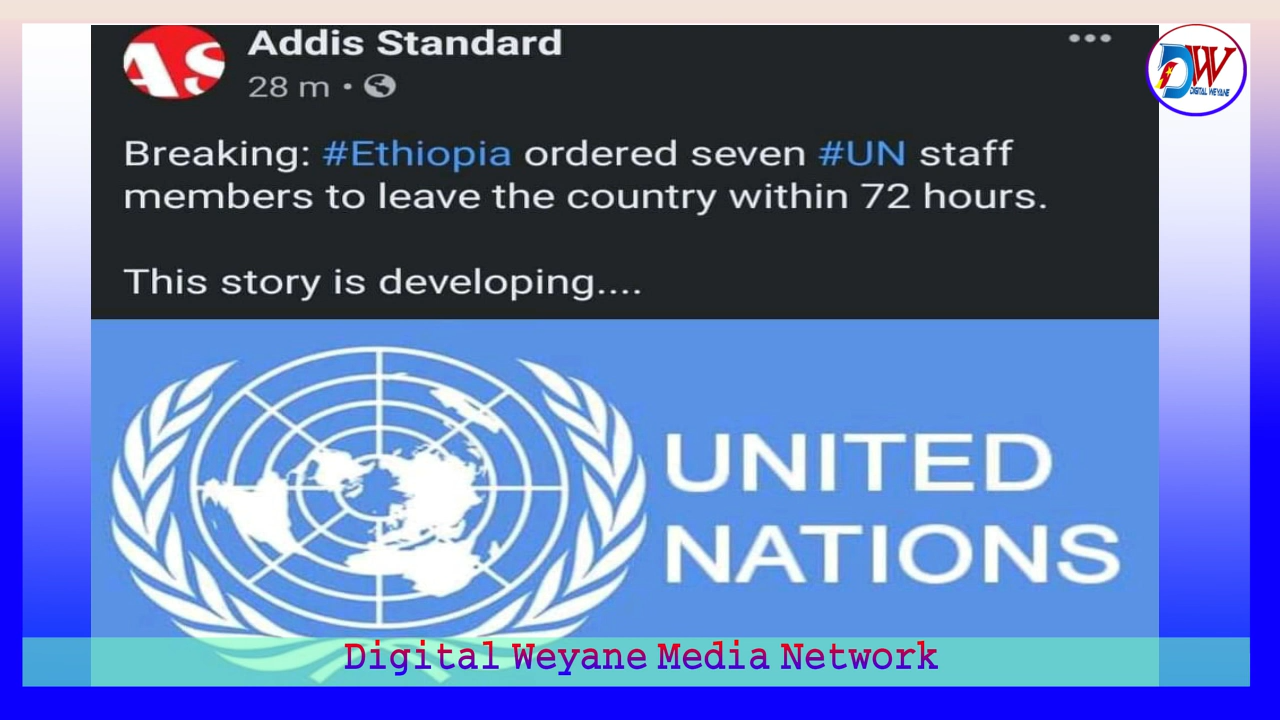 Addis Standard
28 m •
Breaking: #Ethiopia ordered seven #UN staff
members to leave the country within 72 hours.
This story is developing....
UNITED
NATIONS
DW
DIGITAL WEYANE
AS
Digital Weyane Media Network